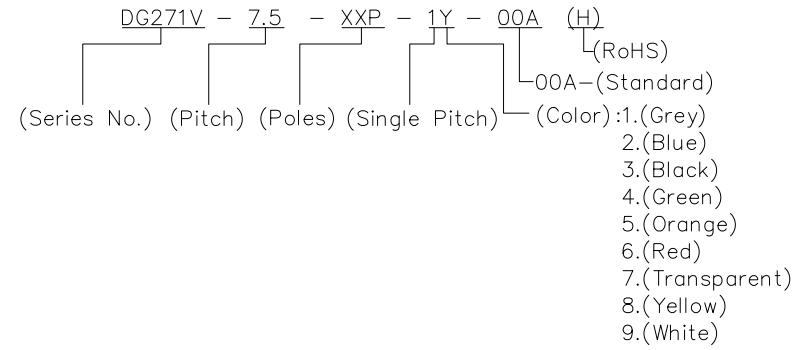 DG271V - 7.5 - XXP - 1Y - 00A (H)
(RoHS)
00A-(Standard)
(Series No.) (Pitch) (Poles) (Single Pitch) (Color):1.(Grey)
2.(Blue)
3.(Black)
4.(Green)
5.(Orange)
6.(Red)
7.(Transparent)
8.(Yellow)
9.(White)